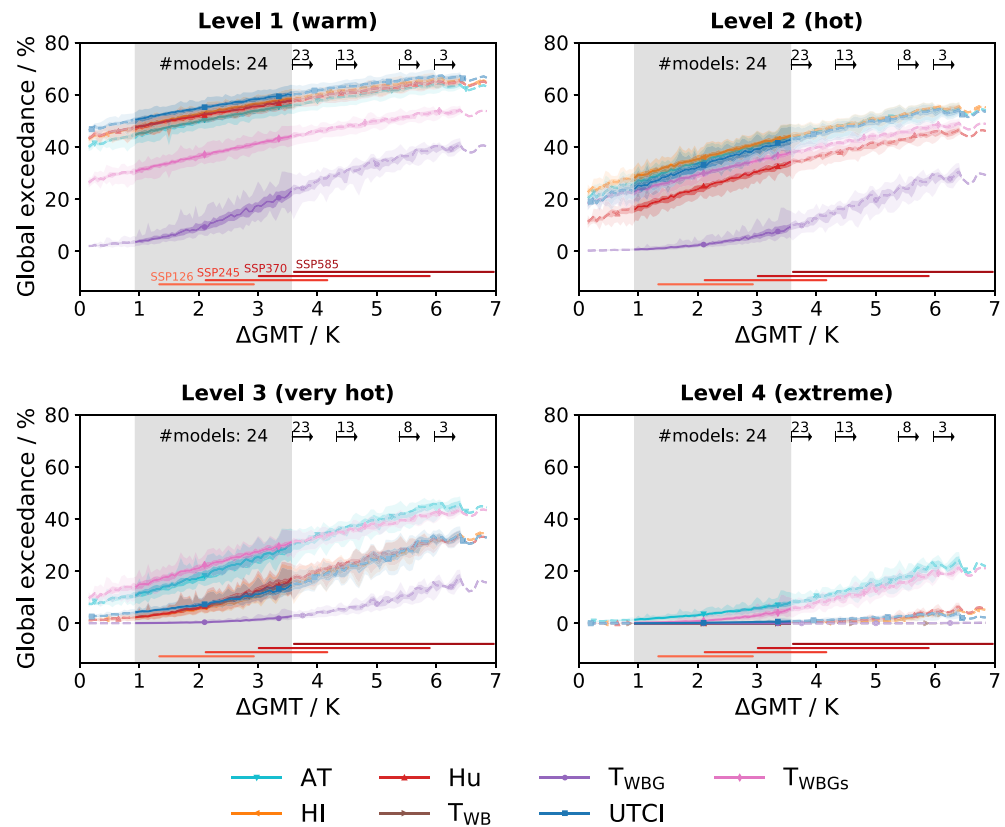 Level 1 (warm)
Global exceedance / %
80
60
40
20
0
#models: 24
23
13
8
3
SSP126
SSP245
SSP370
SSP585
0 1 2 3 4 5 6 7
ΔGMT / K
Level 2 (hot)
80
60
40
20
0
#models: 24
23
13
8
3
0 1 2 3 4 5 6 7
ΔGMT / K
Level 3 (very hot)
Global exceedance / %
80
60
40
20
0
#models: 24
23
13
8
3
0 1 2 3 4 5 6 7
ΔGMT / K
Level 4 (extreme)
80
60
40
20
0
#models: 24
23
13
8
3
0 1 2 3 4 5 6 7
ΔGMT / K
AT Hu T_WBG T_WBGs
HI T_WB UTCI